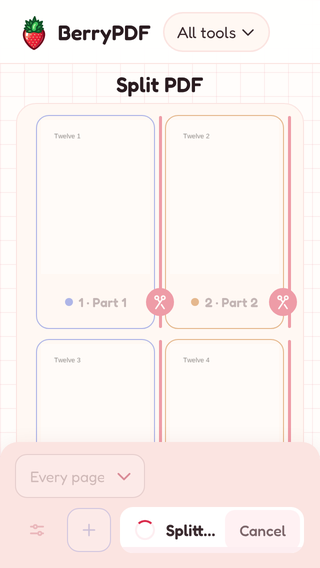 BerryPDF
All tools
Split PDF
Twelve 1
Twelve 2
1 · Part 1
2 · Part 2
Twelve 3
Twelve 4
Every page
Splitt...
Cancel